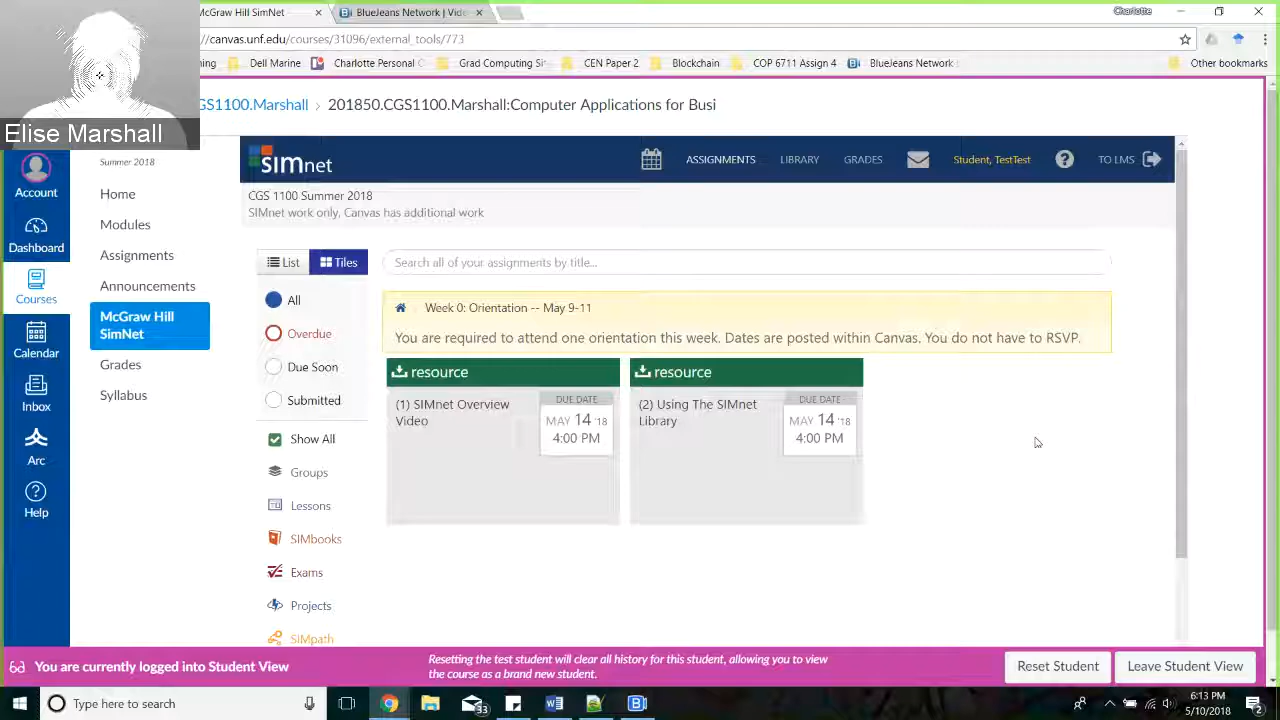 McGraw Hill SimNet
BlueJeans Network | Vide
Charlotte
//canvas.unf.edu/courses/31096/external_tools/773
ning
Dell Marine
Charlotte Personal C
Grad Computing Sir
CEN Paper 2
Blockchain
COP 6711 Assign 4
BlueJeans Network
Other bookmarks
Elise Marshall
GS1100.Marshall › 201850.CGS1100.Marshall:Computer Applications for Busi
Account
Dashboard
Courses
Calendar
Inbox
Arc
Help
Summer 2018
Home
Modules
Assignments
Announcements
McGraw Hill
SimNet
Grades
Syllabus
SIMnet
ASSIGNMENTS
LIBRARY
GRADES
Student, TestTest
TO LMS
CGS 1100 Summer 2018
SIMnet work only, Canvas has additional work
List
Tiles
Search all of your assignments by title...
All
Overdue
Due Soon
Submitted
Show All
Groups
Lessons
SIMbooks
Exams
Projects
SIMpath
Week 0: Orientation -- May 9-11
You are required to attend one orientation this week. Dates are posted within Canvas. You do not have to RSVP.
resource
(1) SIMnet Overview
Video
DUE DATE
MAY 14 '18
4:00 PM
resource
(2) Using The SIMnet
Library
DUE DATE
MAY 14 '18
4:00 PM
You are currently logged into Student View
Resetting the test student will clear all history for this student, allowing you to view
the course as a brand new student.
Reset Student
Leave Student View
Type here to search
33
6:13 PM
5/10/2018
2